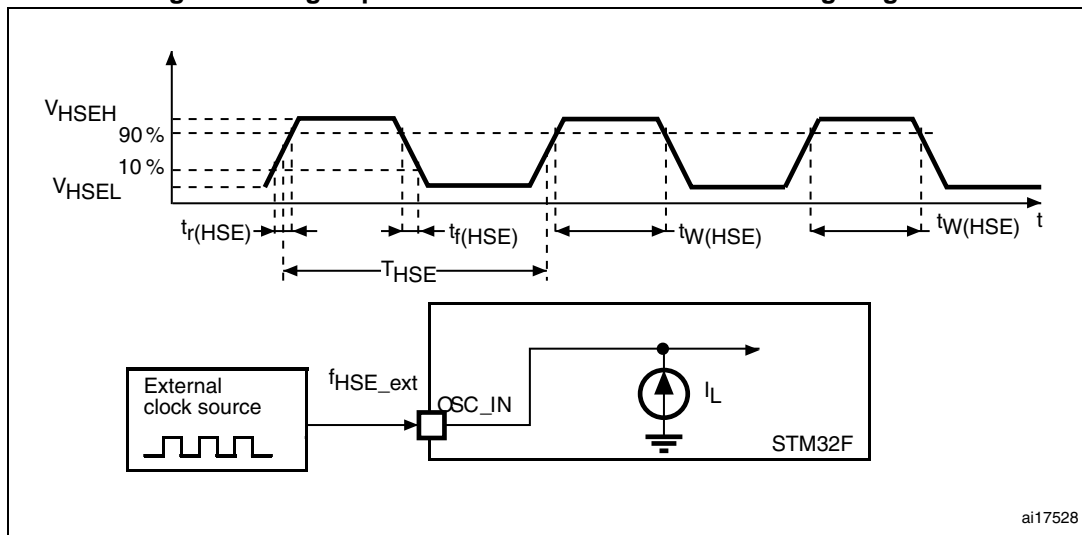 VHSEH
90 %
10 %
VHSEL
tr(HSE)
tf(HSE)
tW(HSE)
tW(HSE)
t
THSE
External
clock source
fHSE_ext
OSC_IN
IL
STM32F
ai17528